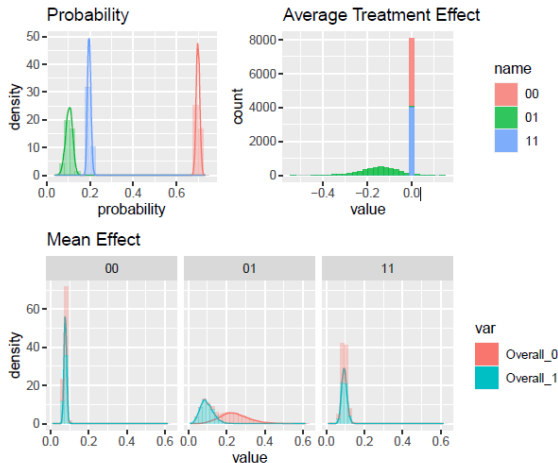 Probability
50
40
30
20
10
0
density
0.0 0.2 0.4 0.6
probability
Average Treatment Effect
8000
6000
4000
2000
0
count
−0.4 −0.2 0.0
value
name
00
01
11
Mean Effect
00 01 11
60
40
20
0
density
0.0 0.2 0.4 0.6 0.0 0.2 0.4 0.6 0.0 0.2 0.4 0.6
value
var
Overall_0
Overall_1